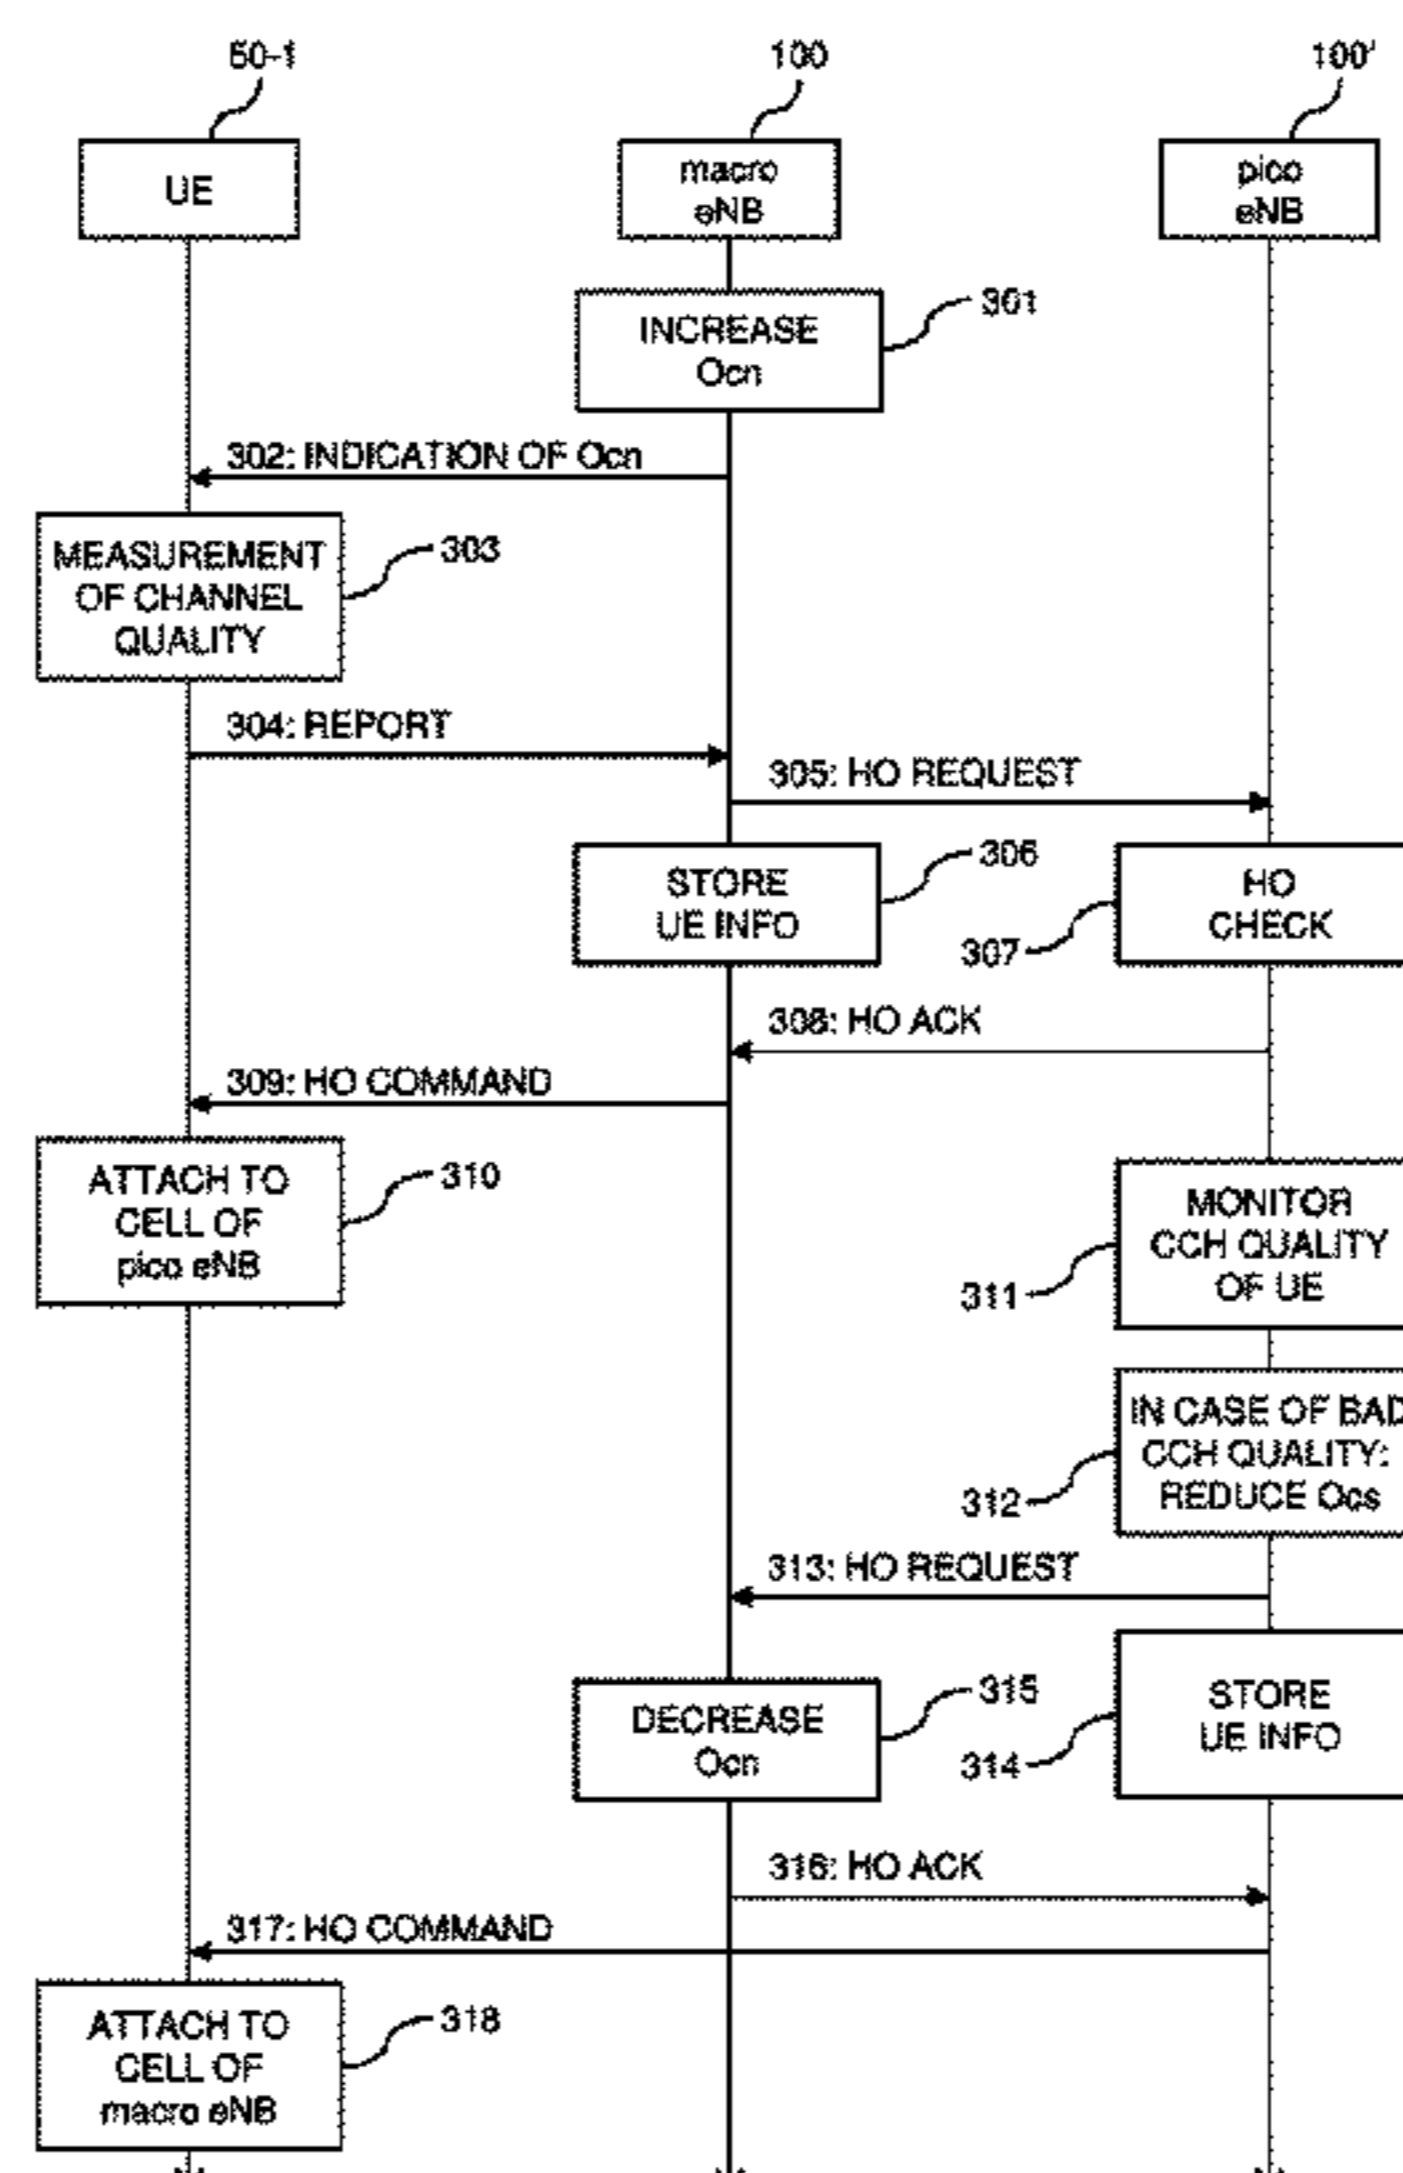 50-1
100
100'
UE
macro
eNB
pico
eNB
INCREASE
Ocn
301
302: INDICATION OF Ocn
MEASUREMENT
OF CHANNEL
QUALITY
303
304: REPORT
305: HO REQUEST
STORE
UE INFO
306
HO
CHECK
307
308: HO ACK
309: HO COMMAND
ATTACH TO
CELL OF
pico eNB
310
MONITOR
CCH QUALITY
OF UE
311
IN CASE OF BAD
CCH QUALITY:
REDUCE Ocs
312
313: HO REQUEST
DECREASE
Ocn
315
STORE
UE INFO
314
316: HO ACK
317: HO COMMAND
ATTACH TO
CELL OF
macro eNB
318